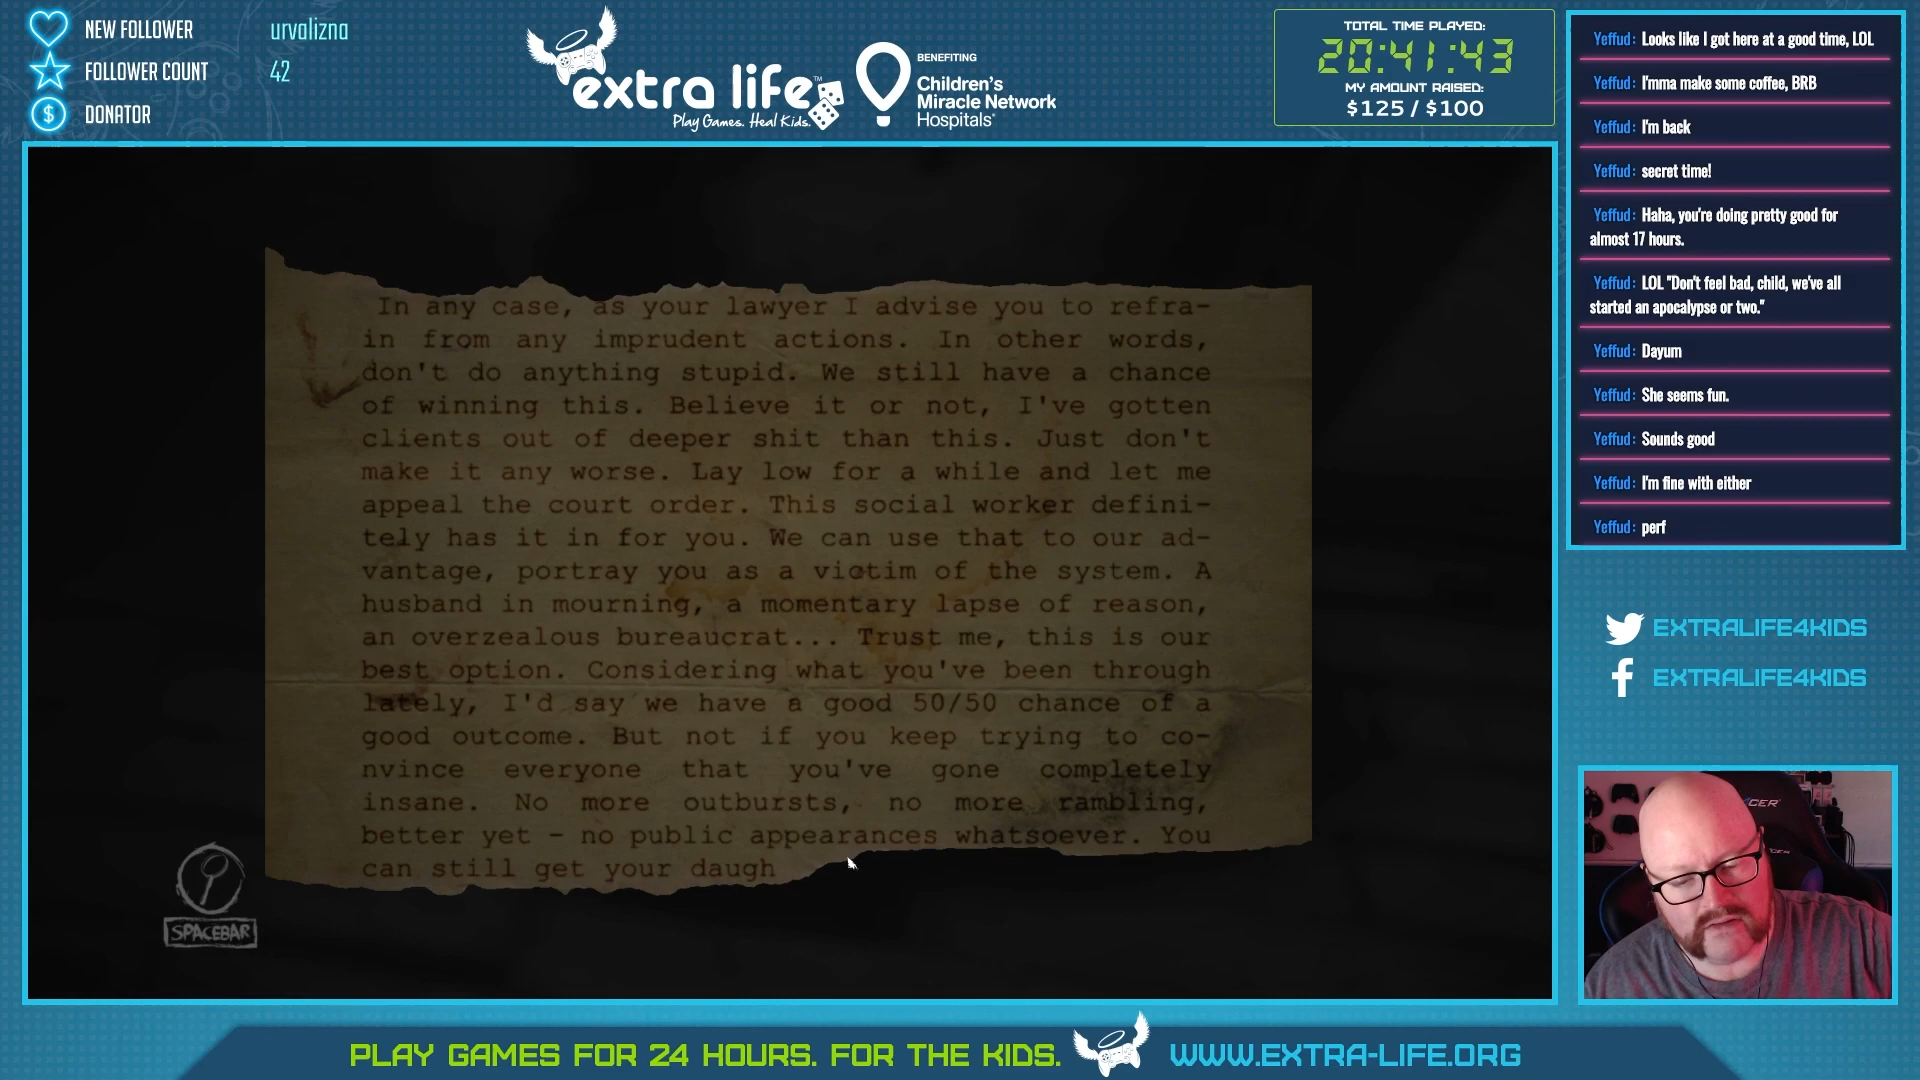 NEW FOLLOWER urvalizna
FOLLOWER COUNT 42
DONATOR
extra life™
Play Games. Heal Kids.
BENEFITING
Children's
Miracle Network
Hospitals
TOTAL TIME PLAYED:
20:41:43
MY AMOUNT RAISED:
$125 / $100
Yeffud: Looks like I got here at a good time, LOL
Yeffud: I'mma make some coffee, BRB
Yeffud: I'm back
Yeffud: secret time!
Yeffud: Haha, you're doing pretty good for
almost 17 hours.
Yeffud: LOL "Don't feel bad, child, we've all
started an apocalypse or two."
Yeffud: Dayum
Yeffud: She seems fun.
Yeffud: Sounds good
Yeffud: I'm fine with either
Yeffud: perf
In any case, as your lawyer I advise you to refra-
in from any imprudent actions. In other words,
don't do anything stupid. We still have a chance
of winning this. Believe it or not, I've gotten
clients out of deeper shit than this. Just don't
make it any worse. Lay low for a while and let me
appeal the court order. This social worker defini-
tely has it in for you. We can use that to our ad-
vantage, portray you as a victim of the system. A
husband in mourning, a momentary lapse of reason,
an overzealous bureaucrat... Trust me, this is our
best option. Considering what you've been through
lately, I'd say we have a good 50/50 chance of a
good outcome. But not if you keep trying to co-
nvince everyone that you've gone completely
insane. No more outbursts, no more rambling,
better yet - no public appearances whatsoever. You
can still get your daugh
SPACEBAR
EXTRALIFE4KIDS
EXTRALIFE4KIDS
PLAY GAMES FOR 24 HOURS. FOR THE KIDS.
WWW.EXTRA-LIFE.ORG